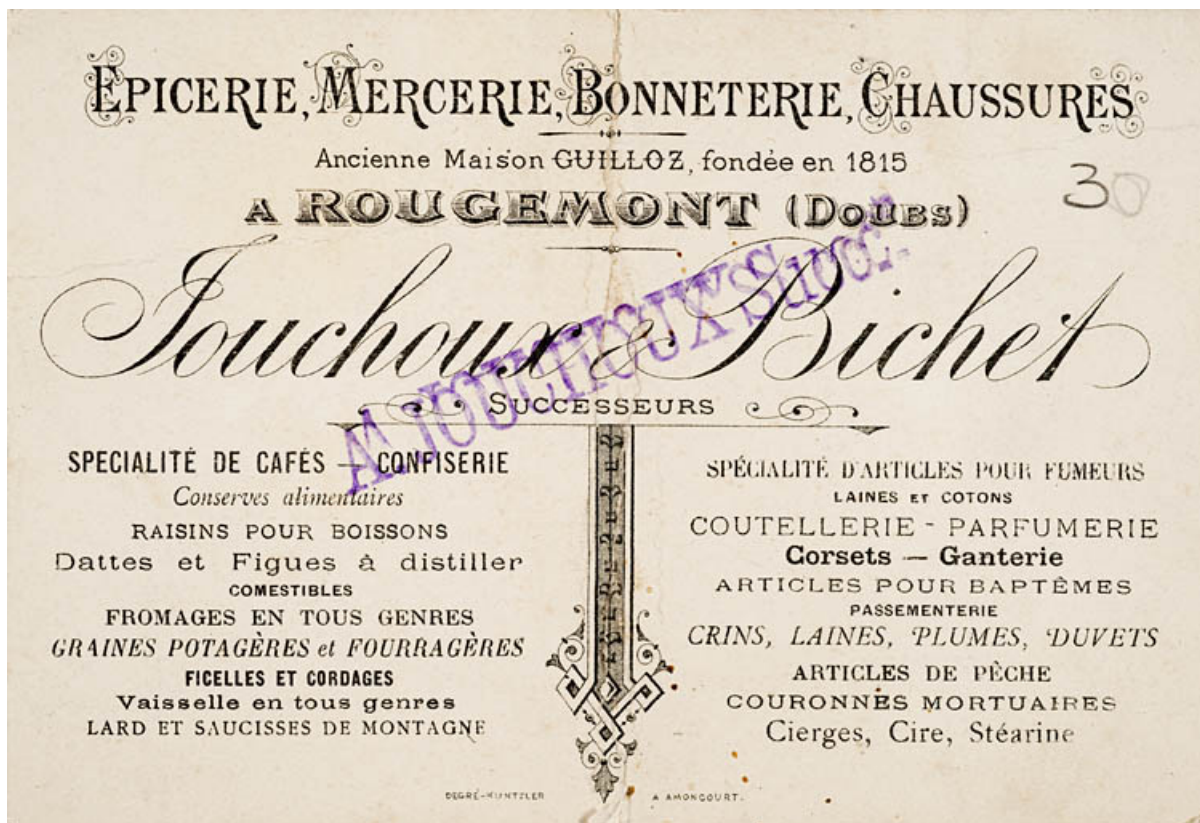 EPICERIE, MERCERIE, BONNETERIE, CHAUSSURES
Ancienne Maison GUILLOZ, fondée en 1815
A ROUGEMONT (DOUBS)
30
Jouchoux & Bichet
A. JOUCHOUX Succr.
SUCCESSEURS
SPECIALITÉ DE CAFÉS — CONFISERIE
Conserves alimentaires
RAISINS POUR BOISSONS
Dattes et Figues à distiller
COMESTIBLES
FROMAGES EN TOUS GENRES
GRAINES POTAGÈRES et FOURRAGÈRES
FICELLES ET CORDAGES
Vaisselle en tous genres
LARD ET SAUCISSES DE MONTAGNE
SPÉCIALITÉ D'ARTICLES POUR FUMEURS
LAINES ET COTONS
COUTELLERIE - PARFUMERIE
Corsets — Ganterie
ARTICLES POUR BAPTÊMES
PASSEMENTERIE
CRINS, LAINES, PLUMES, DUVETS
ARTICLES DE PÊCHE
COURONNES MORTUAIRES
Cierges, Cire, Stéarine
DEGRÉ-KUNTZLER A AMONCOURT.